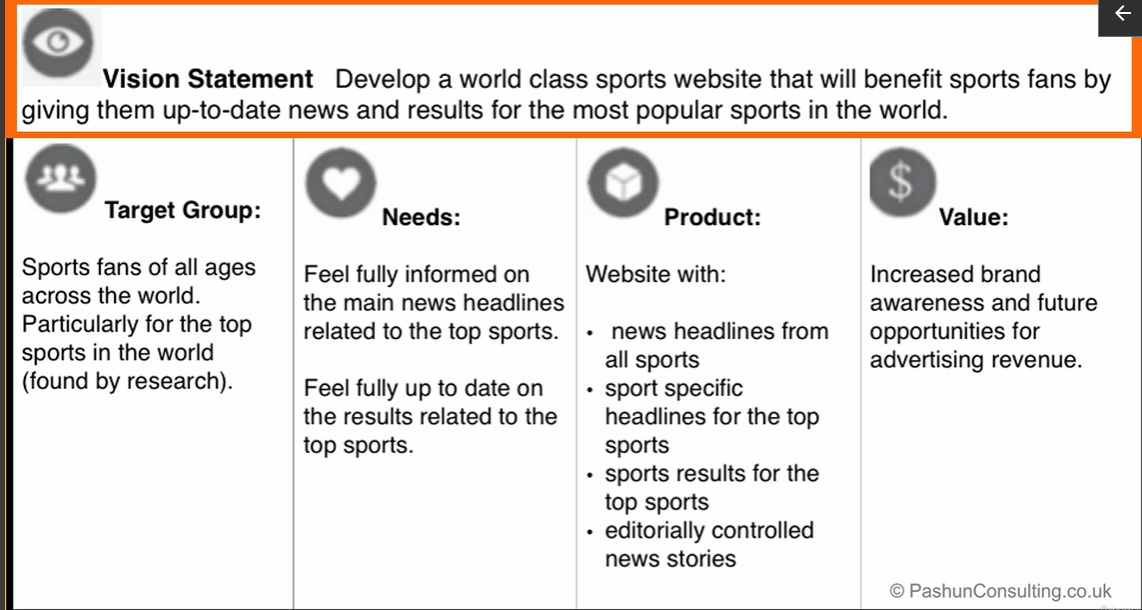 Vision Statement Develop a world class sports website that will benefit sports fans by
giving them up-to-date news and results for the most popular sports in the world.
Target Group:
Sports fans of all ages
across the world.
Particularly for the top
sports in the world
(found by research).
Needs:
Feel fully informed on
the main news headlines
related to the top sports.
Feel fully up to date on
the results related to the
top sports.
Product:
Website with:
• news headlines from
all sports
• sport specific
headlines for the top
sports
• sports results for the
top sports
• editorially controlled
news stories
$
Value:
Increased brand
awareness and future
opportunities for
advertising revenue.
© PashunConsulting.co.uk